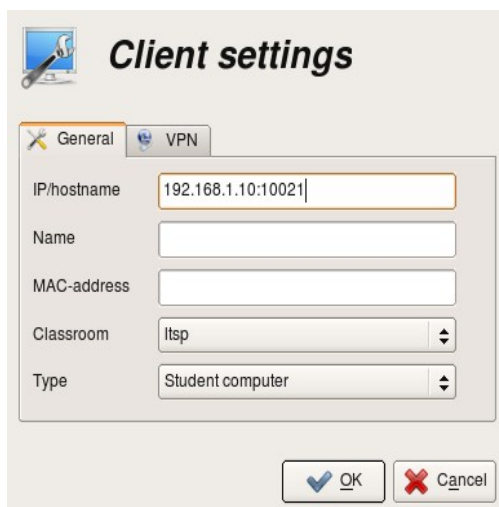 Client settings
General VPN
IP/hostname 192.168.1.10:10021
Name
MAC-address
Classroom ltsp
Type Student computer
OK Cancel